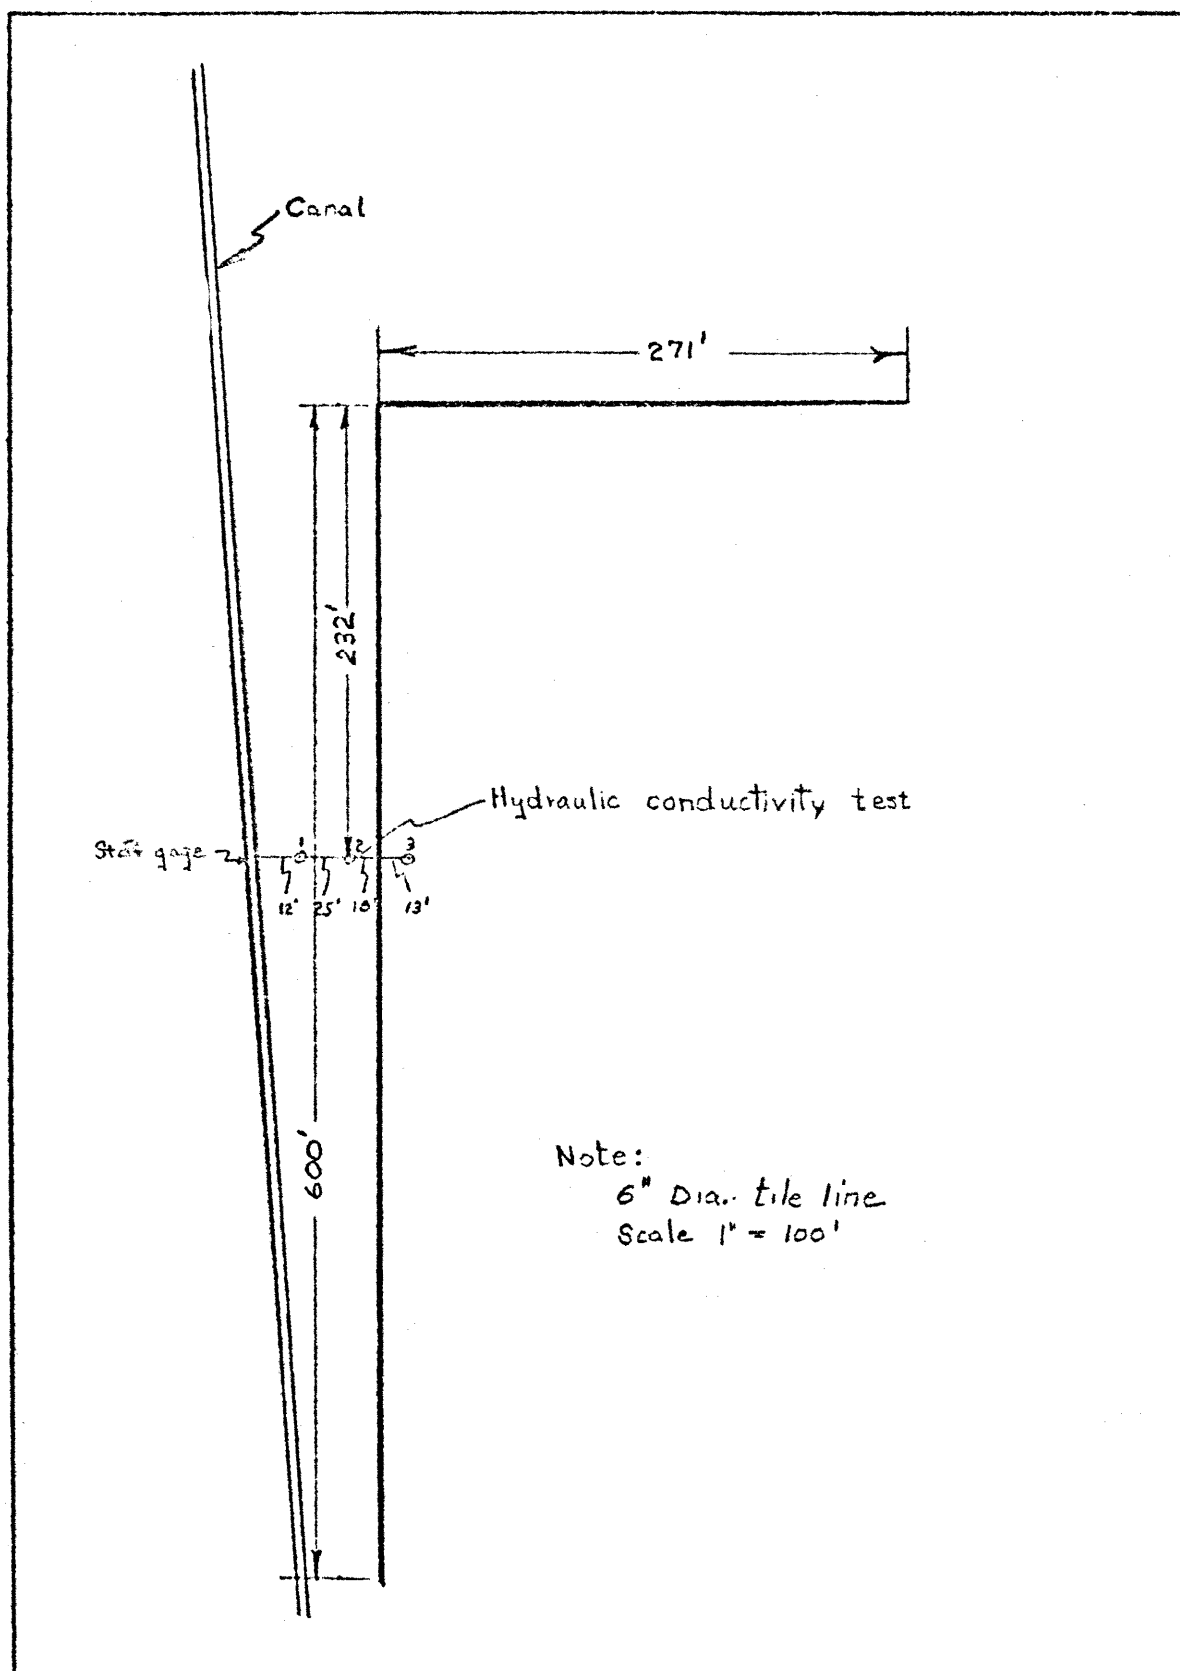 Canal
271'
232'
Hydraulic conductivity test
Staf gage
1
2
3
12'
25'
10'
13'
600'
Note:
6" Dia. tile line
Scale 1" = 100'